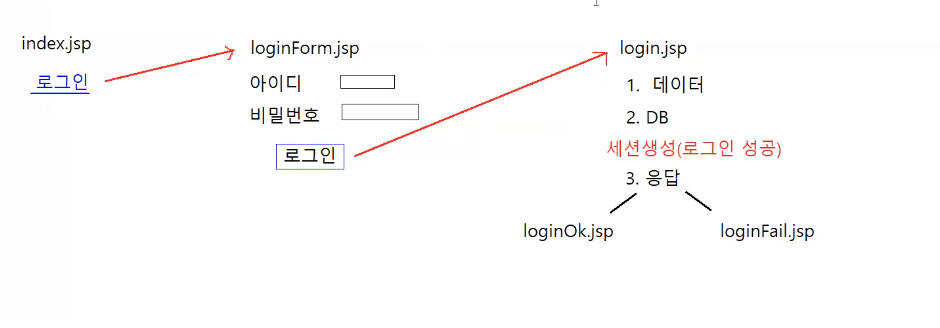 index.jsp
로그인
loginForm.jsp
아이디
비밀번호
로그인
login.jsp
1. 데이터
2. DB
세션생성(로그인 성공)
3. 응답
loginOk.jsp
loginFail.jsp